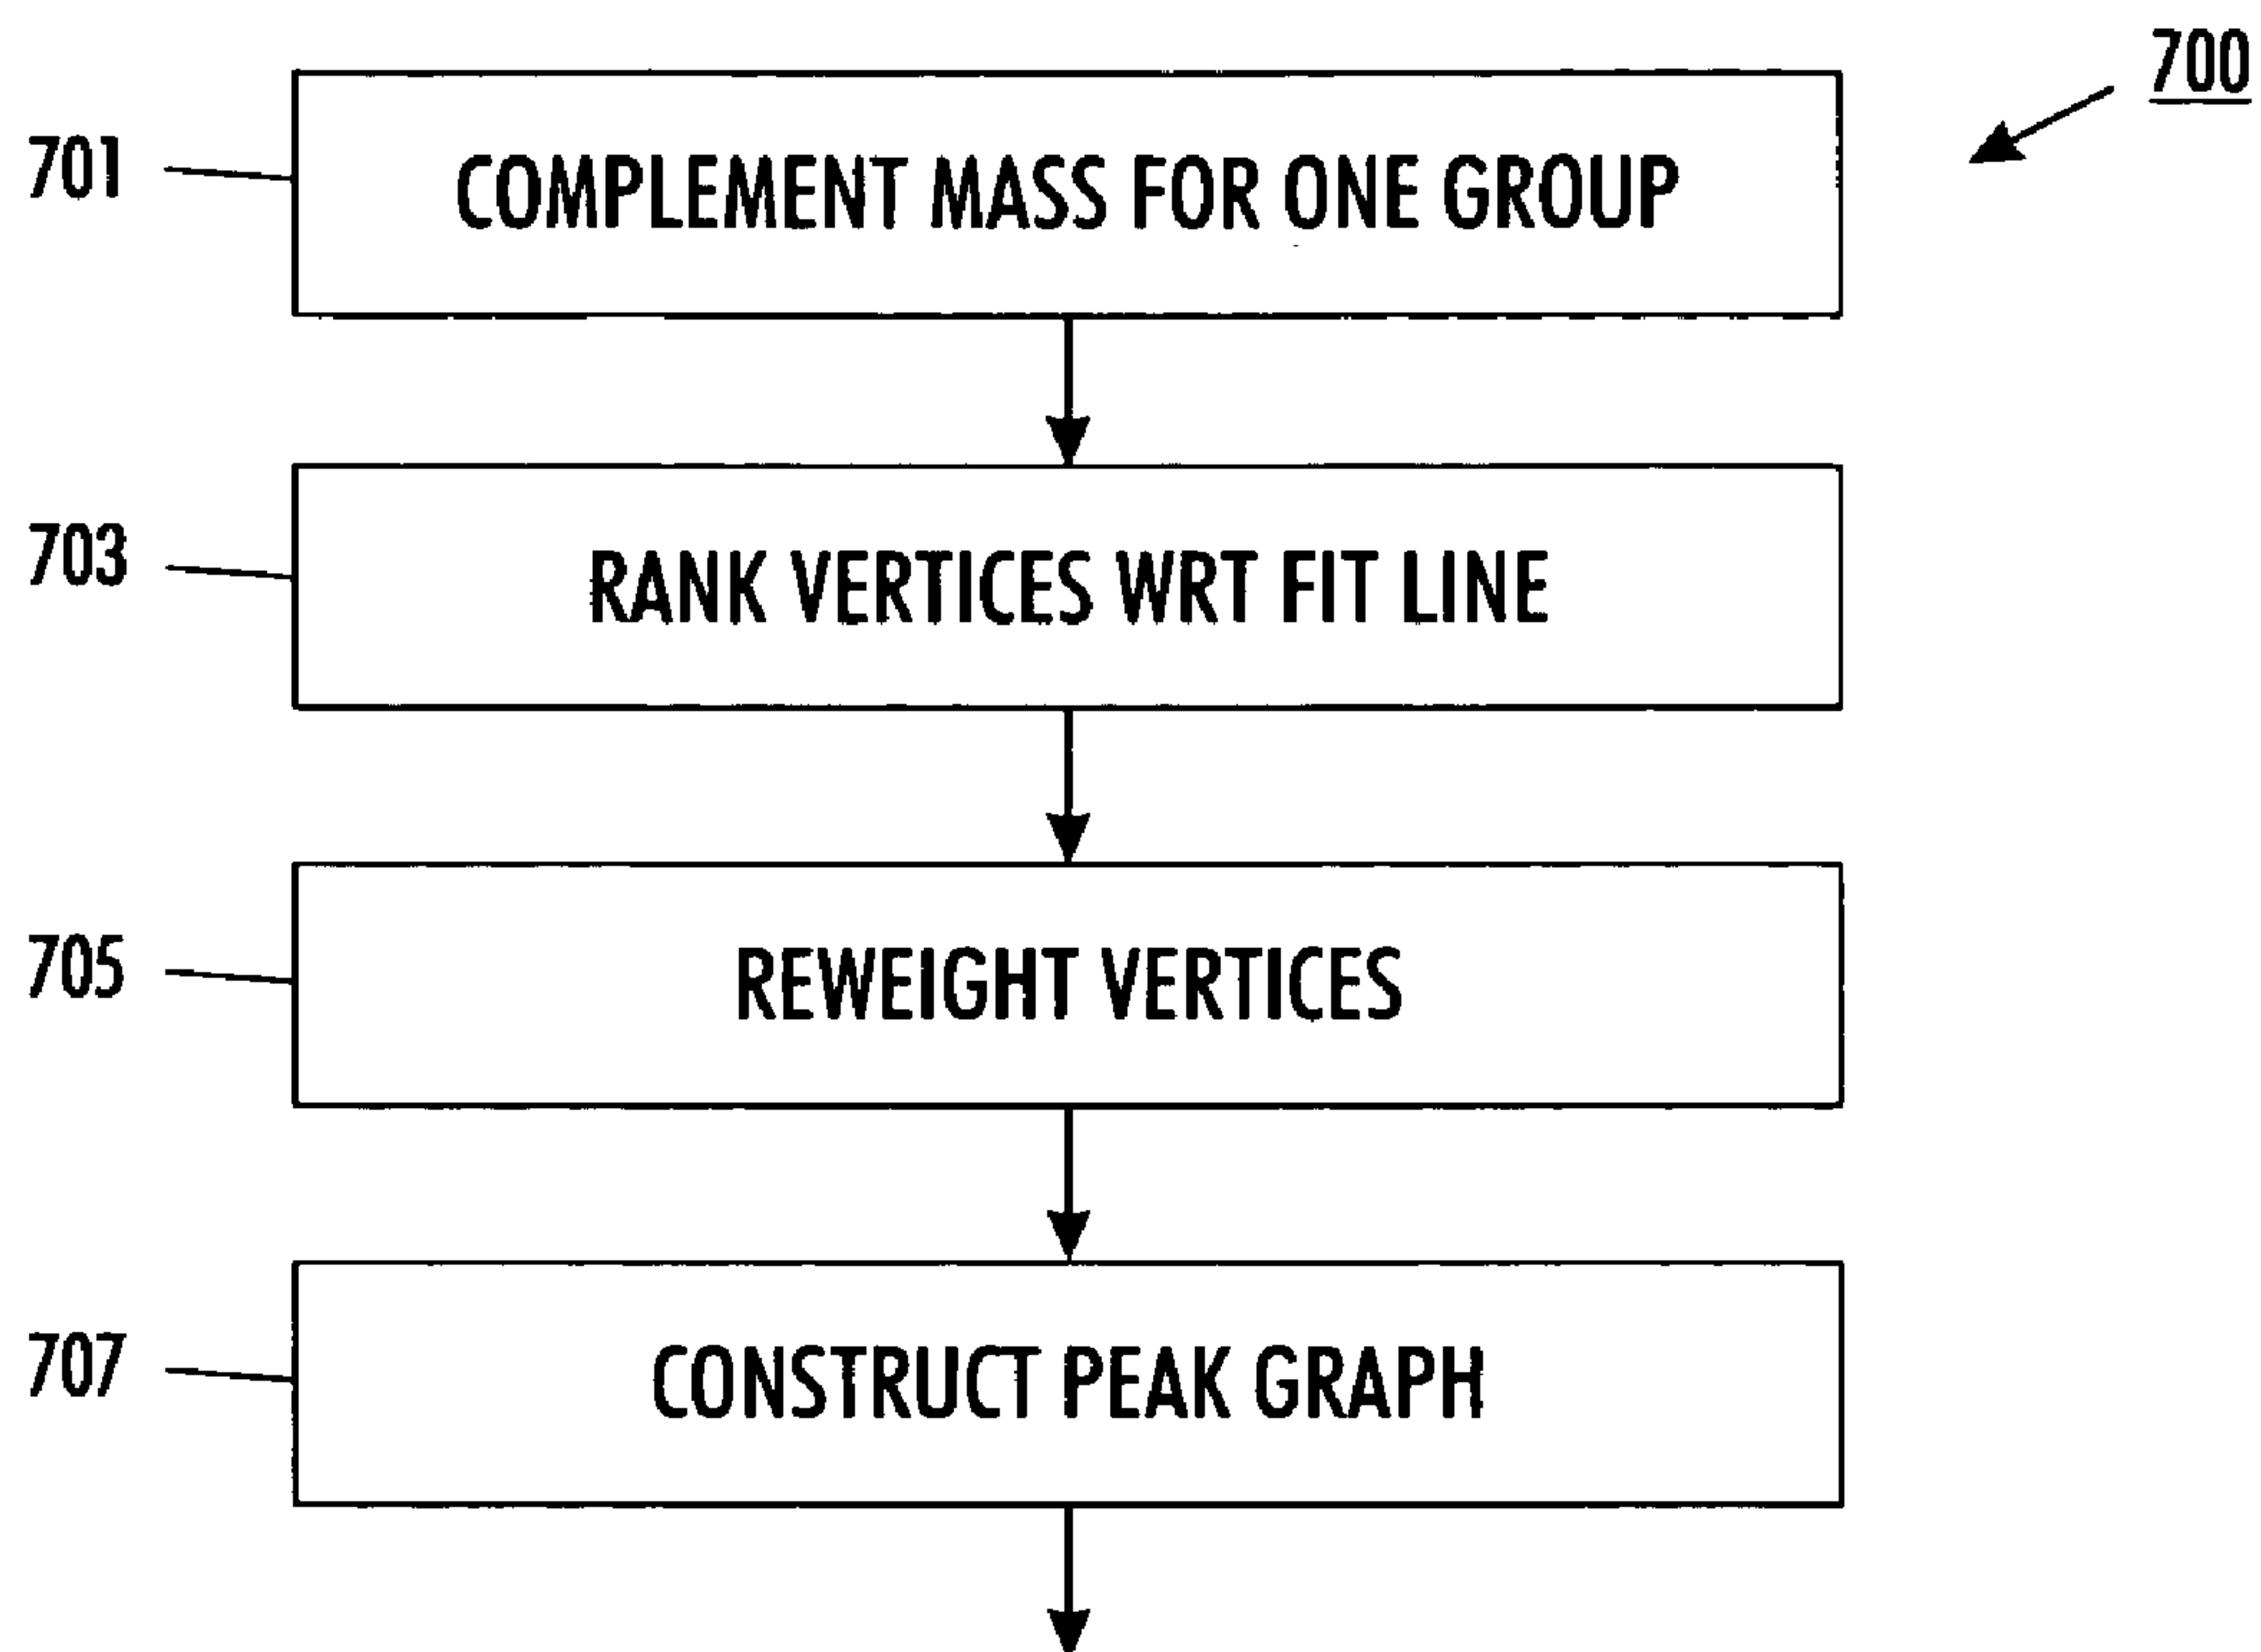 700
701
COMPLEMENT MASS FOR ONE GROUP
703
RANK VERTICES WRT FIT LINE
705
REWEIGHT VERTICES
707
CONSTRUCT PEAK GRAPH